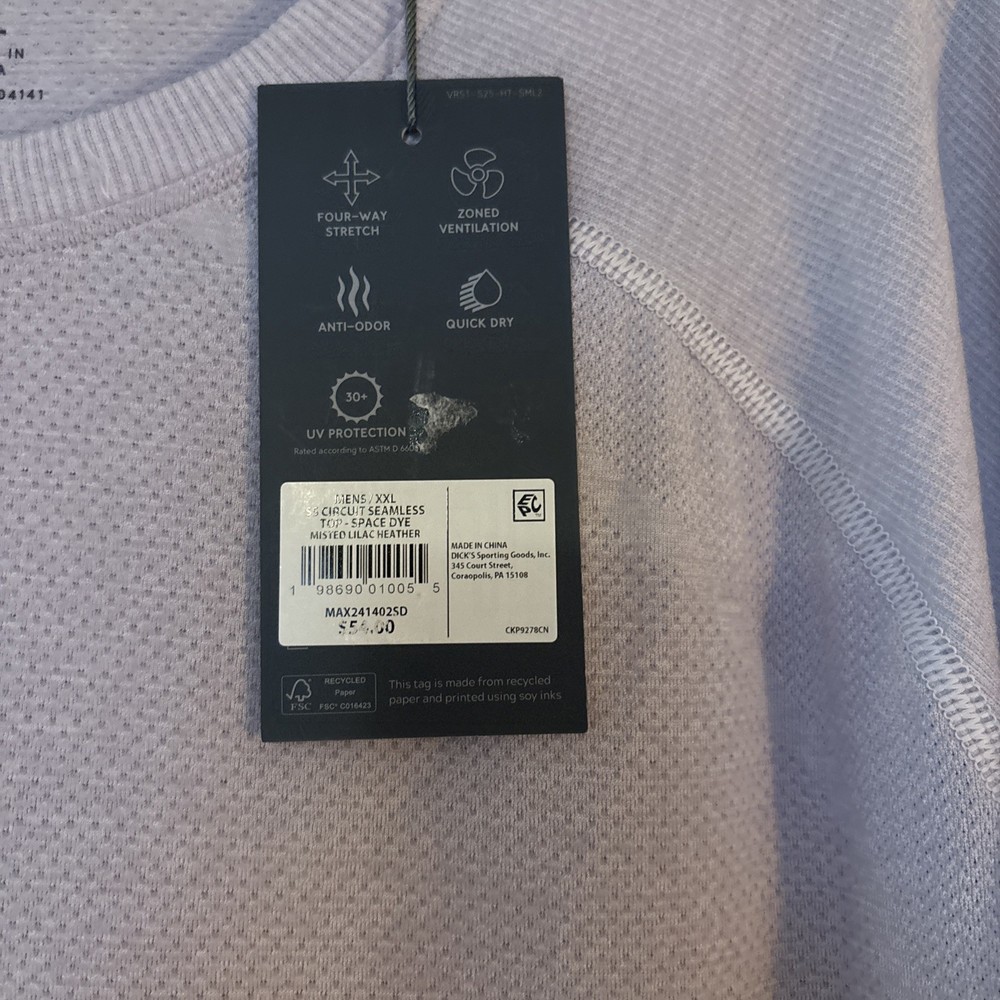 IN
A
04141
VRST-S25-HT-SML2
FOUR-WAY
STRETCH
ZONED
VENTILATION
ANTI-ODOR
QUICK DRY
30+
UV PROTECTION
Rated according to ASTM D
MENS / XXL
SS CIRCUIT SEAMLESS
TOP - SPACE DYE
MISTED LILAC HEATHER
1 98690 01005 5
MAX241402SD
MADE IN CHINA
DICK'S Sporting Goods, Inc.
345 Court Street,
Coraopolis, PA 15108
CKP9278CN
FSC
RECYCLED
Paper
FSC® C016423
This tag is made from recycled
paper and printed using soy inks